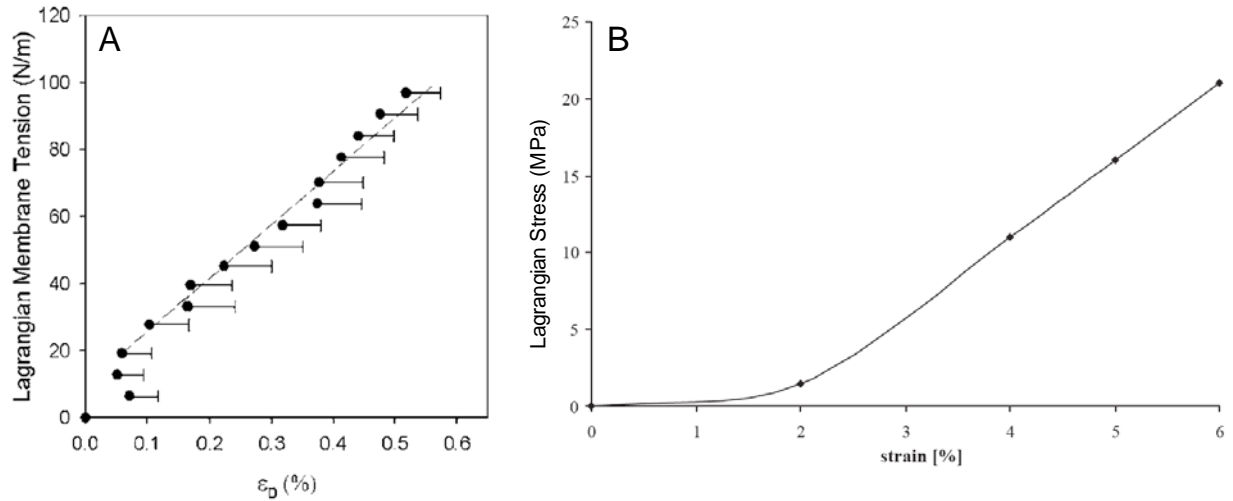 A
Lagrangian Membrane Tension (N/m)
120
100
80
60
40
20
0
0.0 0.1 0.2 0.3 0.4 0.5 0.6
ε_D (%)
B
Lagrangian Stress (MPa)
25
20
15
10
5
0
0 1 2 3 4 5 6
strain [%]